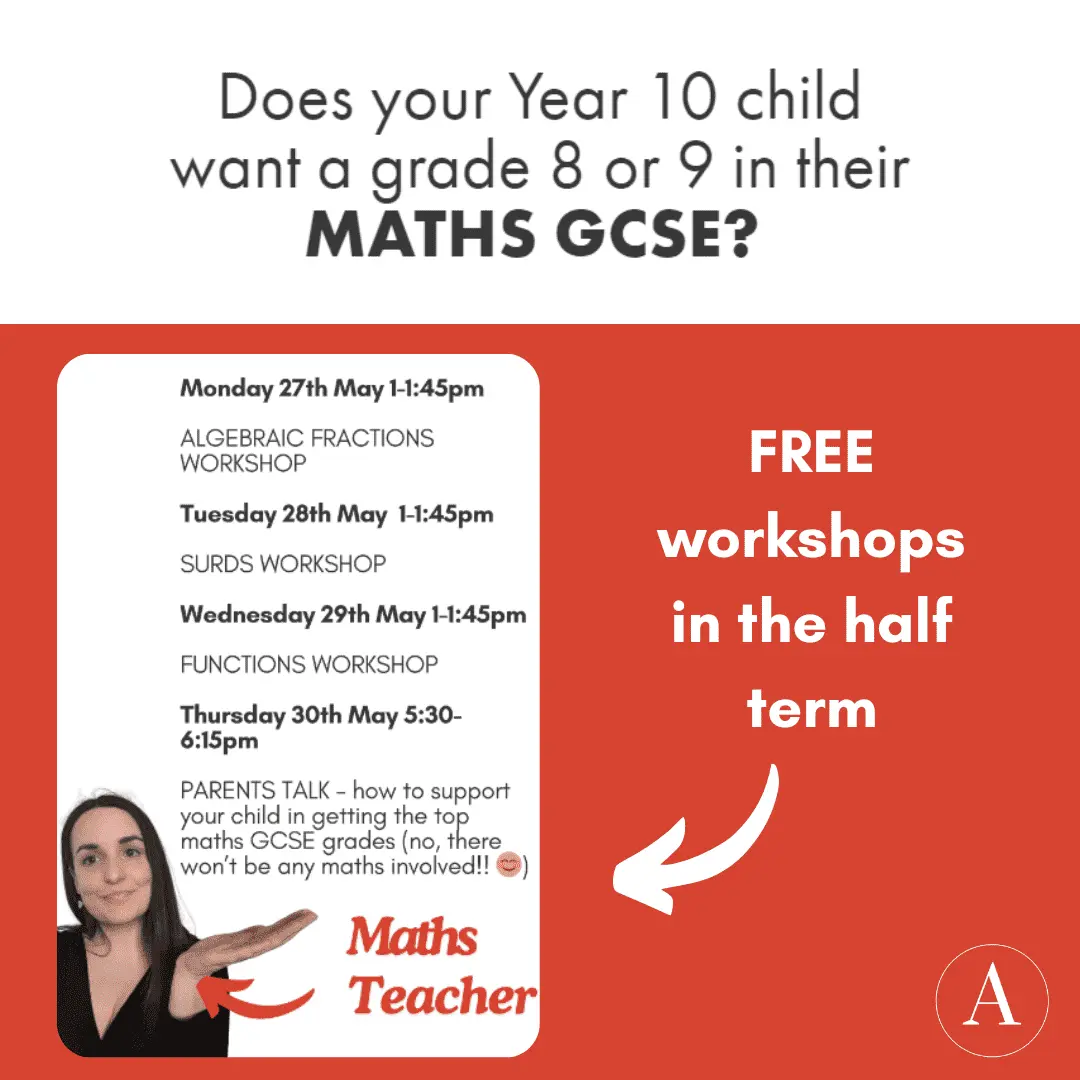 Does your Year 10 child
want a grade 8 or 9 in their
MATHS GCSE?
Monday 27th May 1-1:45pm
ALGEBRAIC FRACTIONS
WORKSHOP
Tuesday 28th May 1-1:45pm
SURDS WORKSHOP
Wednesday 29th May 1-1:45pm
FUNCTIONS WORKSHOP
Thursday 30th May 5:30-
6:15pm
PARENTS TALK - how to support
your child in getting the top
maths GCSE grades (no, there
won't be any maths involved!! 😊)
Maths
Teacher
FREE
workshops
in the half
term
A